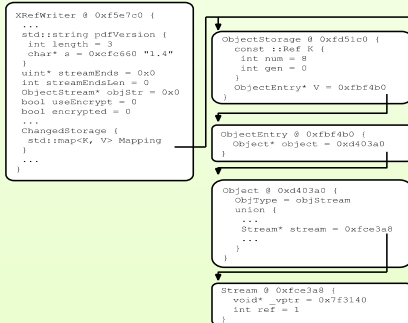 XRefWriter @ 0xf5e7c0 {
...
std::string pdfVersion {
int length = 3
char* s = 0xcfc660 "1.4"
}
uint* streamEnds = 0x0
int streamEndsLen = 0
ObjectStream* objStr = 0x0
bool useEncrypt = 0
bool encrypted = 0
...
ChangedStorage {
std::map<K, V> Mapping
}
...
}
ObjectStorage @ 0xfd51c0 {
const ::Ref K {
int num = 8
int gen = 0
}
ObjectEntry* V = 0xfbf4b0
}
ObjectEntry @ 0xfbf4b0 {
Object* object = 0xd403a0
}
Object @ 0xd403a0 {
ObjType = objStream
union {
...
Stream* stream = 0xfce3a8
...
}
}
Stream @ 0xfce3a8 {
void* _vptr = 0x7f3140
int ref = 1
}